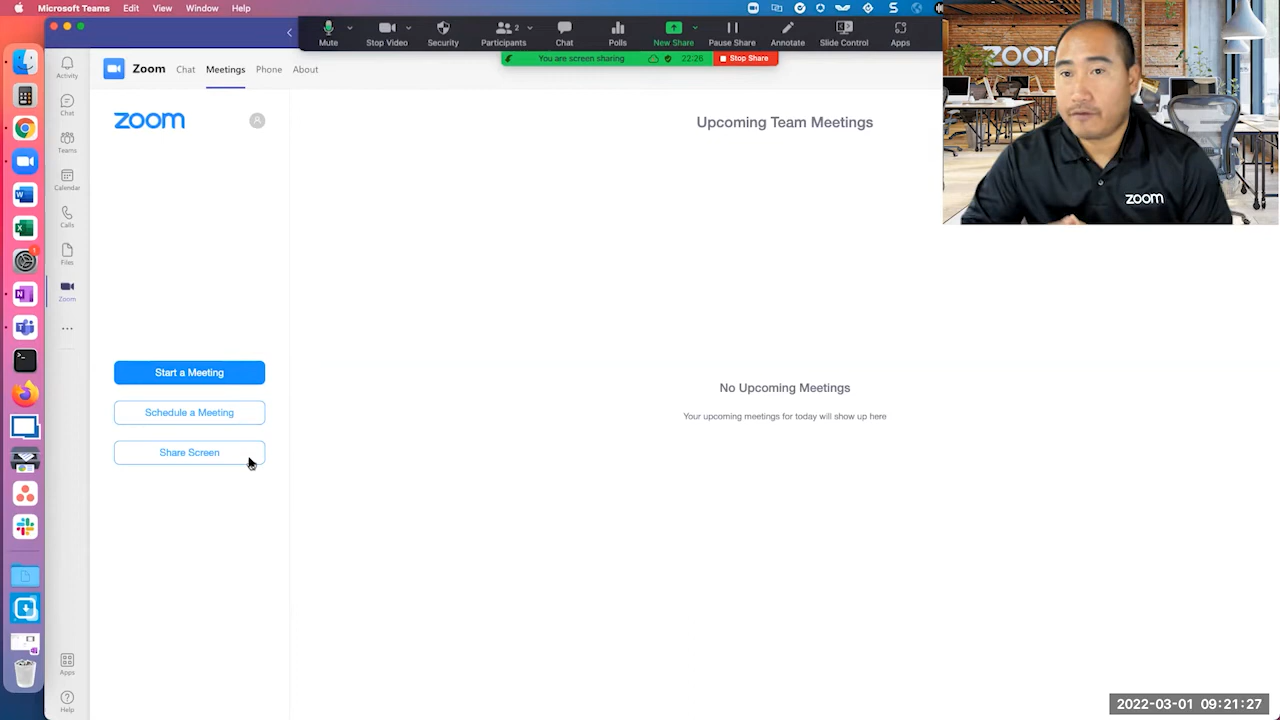 Microsoft Teams Edit View Window Help
Mute
Stop Video
Security
Participants
2
Chat
Polls
New Share
Pause Share
Annotate
Slide Control
Apps
You are screen sharing
22:26
Stop Share
Zoom
Chat
Meetings
Phone
About
zoom
Upcoming Team Meetings
Activity
Chat
Teams
Calendar
Calls
Files
Zoom
Start a Meeting
Schedule a Meeting
Share Screen
No Upcoming Meetings
Your upcoming meetings for today will show up here
Apps
Help
zoom
zoom
2022-03-01 09:21:27